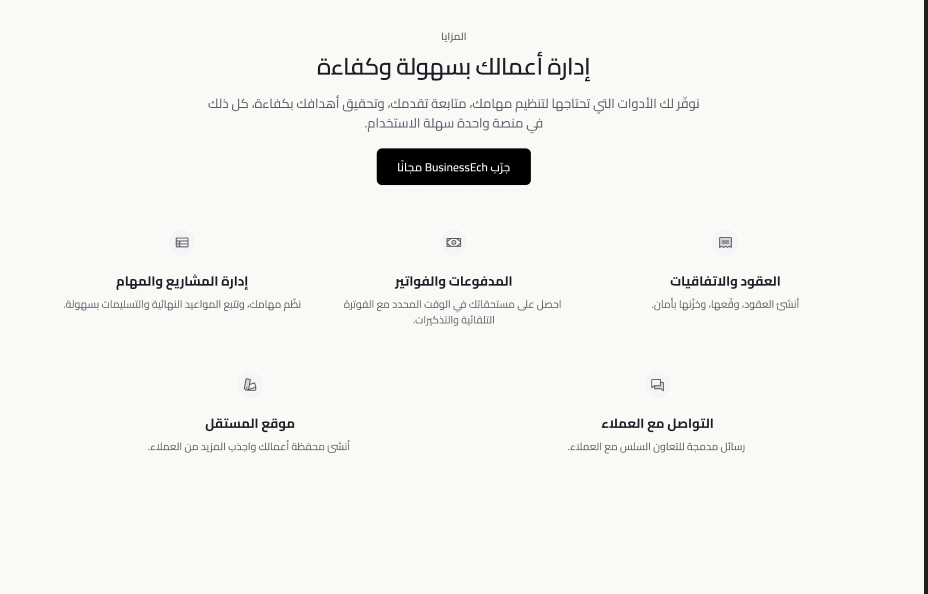 المزايا
إدارة أعمالك بسهولة وكفاءة
نوفّر لك الأدوات التي تحتاجها لتنظيم مهامك، متابعة تقدمك، وتحقيق أهدافك بكفاءة، كل ذلك
في منصة واحدة سهلة الاستخدام.
جرّب BusinessEch مجانًا
العقود والاتفاقيات
أنشئ العقود، وقّعها، وخزّنها بأمان.
المدفوعات والفواتير
احصل على مستحقاتك في الوقت المحدد مع الفوترة
التلقائية والتذكيرات.
إدارة المشاريع والمهام
نظّم مهامك، وتتبع المواعيد النهائية والتسليمات بسهولة.
التواصل مع العملاء
رسائل مدمجة للتعاون السلس مع العملاء.
موقع المستقل
أنشئ محفظة أعمالك واجذب المزيد من العملاء.